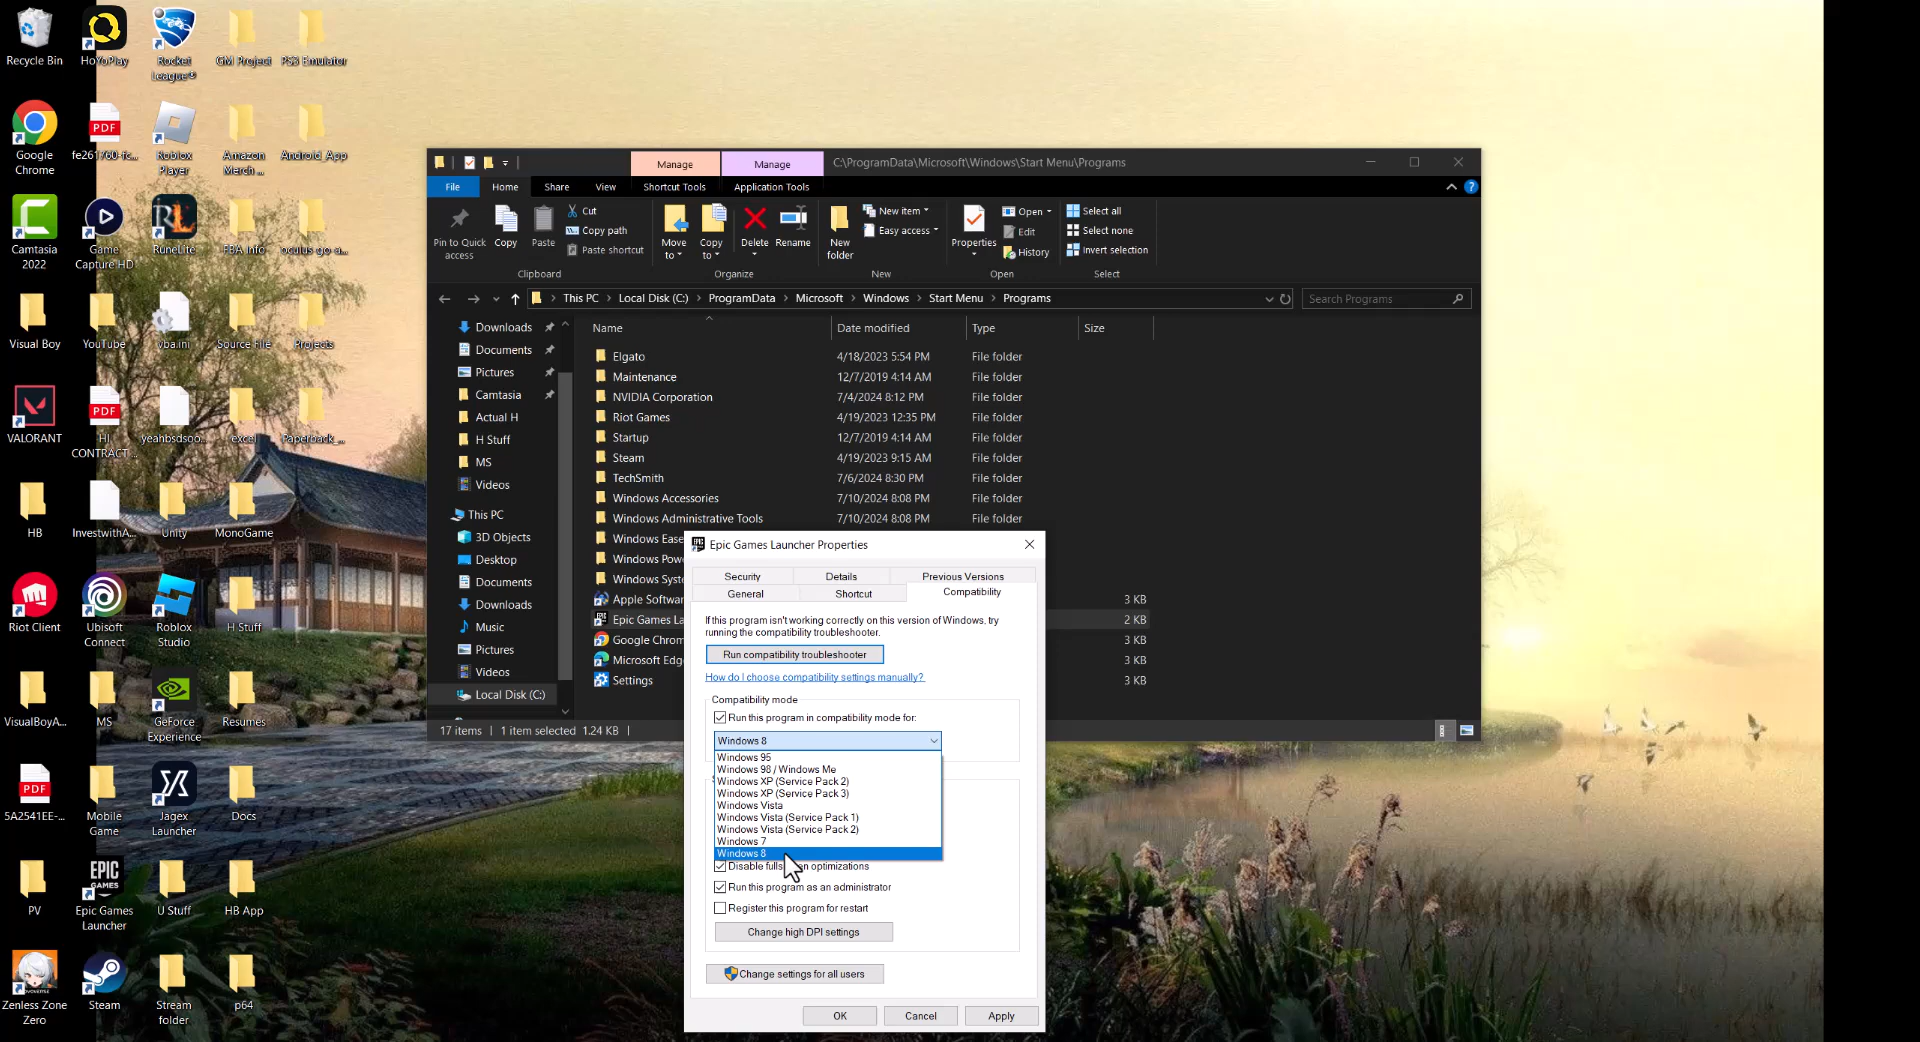 Recycle Bin
HoYoPlay
Rocket League®
GM Project
PS3 Emulator
Google Chrome
PDF
fe261760-fc...
Roblox Player
Amazon Merch ...
Android_App
Camtasia 2022
Game Capture HD
RuneLite
FBA Info
oculus-go-a...
Visual Boy
YouTube
vba.ini
Source File
Projects
VALORANT
PDF
HI CONTRACT ...
yeahbsdsoo...
excel
Paperback_...
HB
InvestwithA...
Unity
MonoGame
Riot Client
Ubisoft Connect
Roblox Studio
H Stuff
VisualBoyA...
MS
GeForce Experience
Resumes
PDF
5A2541EE-...
Mobile Game
Jagex Launcher
Docs
PV
EPIC GAMES
Epic Games Launcher
U Stuff
HB App
Zenless Zone Zero
Steam
Stream folder
p64
Manage
Manage
C:\ProgramData\Microsoft\Windows\Start Menu\Programs
File
Home
Share
View
Shortcut Tools
Application Tools
Pin to Quick access
Copy
Paste
Cut
Copy path
Paste shortcut
Move to
Copy to
Delete
Rename
New folder
New item
Easy access
Properties
Open
Edit
History
Select all
Select none
Invert selection
Clipboard
Organize
New
Open
Select
This PC
Local Disk (C:)
ProgramData
Microsoft
Windows
Start Menu
Programs
Search Programs
Downloads
Documents
Pictures
Camtasia
Actual H
H Stuff
MS
Videos
This PC
3D Objects
Desktop
Documents
Downloads
Music
Pictures
Videos
Local Disk (C:)
Name
Date modified
Type
Size
Elgato 4/18/2023 5:54 PM File folder
Maintenance 12/7/2019 4:14 AM File folder
NVIDIA Corporation 7/4/2024 8:12 PM File folder
Riot Games 4/19/2023 12:35 PM File folder
Startup 12/7/2019 4:14 AM File folder
Steam 4/19/2023 9:15 AM File folder
TechSmith 7/6/2024 8:30 PM File folder
Windows Accessories 7/10/2024 8:08 PM File folder
Windows Administrative Tools 7/10/2024 8:08 PM File folder
Windows Ease
Windows Pow
Windows Syst
Apple Softwar 3 KB
Epic Games La 2 KB
Google Chrom 3 KB
Microsoft Edg 3 KB
Settings 3 KB
17 items
1 item selected 1.24 KB
Epic Games Launcher Properties
Security
Details
Previous Versions
General
Shortcut
Compatibility
If this program isn't working correctly on this version of Windows, try
running the compatibility troubleshooter.
Run compatibility troubleshooter
How do I choose compatibility settings manually?
Compatibility mode
Run this program in compatibility mode for:
Windows 8
Windows 95
Windows 98 / Windows Me
Windows XP (Service Pack 2)
Windows XP (Service Pack 3)
Windows Vista
Windows Vista (Service Pack 1)
Windows Vista (Service Pack 2)
Windows 7
Windows 8
Disable fulls en optimizations
Run this program as an administrator
Register this program for restart
Change high DPI settings
Change settings for all users
OK
Cancel
Apply